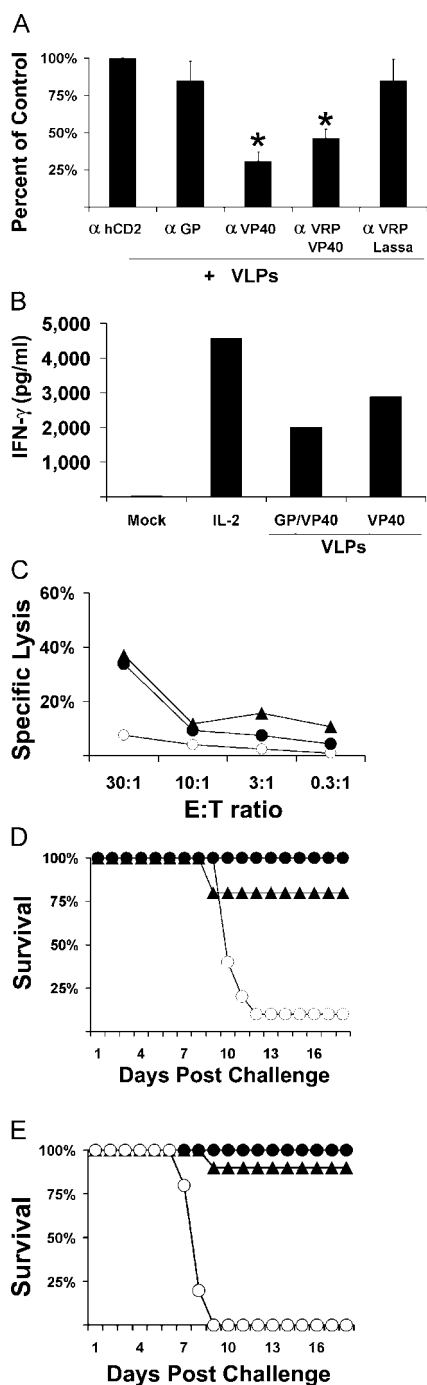 A
Percent of Control
100%
75%
50%
25%
α hCD2
α GP
α VP40
α VRP VP40
α VRP Lassa
*
*
+ VLPs
B
IFN-γ (pg/ml)
5,000
4,000
3,000
2,000
1,000
Mock
IL-2
GP/VP40
VP40
VLPs
C
Specific Lysis
60%
40%
20%
30:1
10:1
3:1
0.3:1
E:T ratio
D
Survival
100%
75%
50%
25%
1
4
7
10
13
16
Days Post Challenge
E
Survival
100%
75%
50%
25%
1
4
7
10
13
16
Days Post Challenge